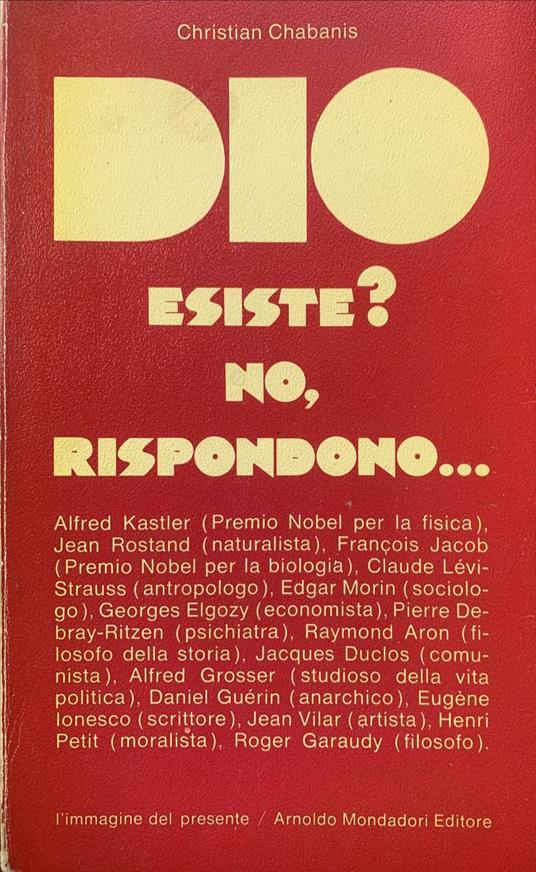 Christian Chabanis
DIO
ESISTE?
NO,
RISPONDONO...
Alfred Kastler (Premio Nobel per la fisica),
Jean Rostand (naturalista), François Jacob
(Premio Nobel per la biologia), Claude Lévi-
Strauss (antropologo), Edgar Morin (sociolo-
go), Georges Elgozy (economista), Pierre De-
bray-Ritzen (psichiatra), Raymond Aron (fi-
losofo della storia), Jacques Duclos (comu-
nista), Alfred Grosser (studioso della vita
politica), Daniel Guérin (anarchico), Eugène
Ionesco (scrittore), Jean Vilar (artista), Henri
Petit (moralista), Roger Garaudy (filosofo).
l'immagine del presente / Arnoldo Mondadori Editore